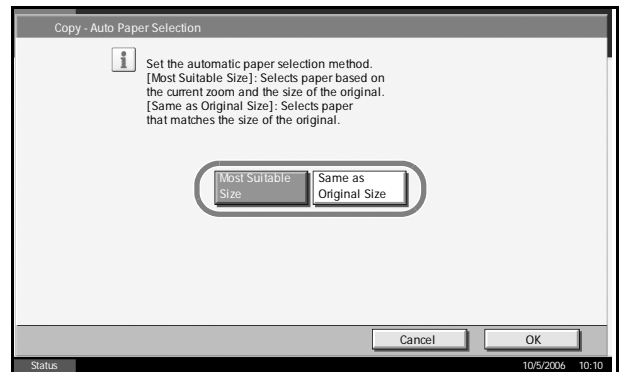 Copy - Auto Paper Selection
Set the automatic paper selection method.
[Most Suitable Size]: Selects paper based on
the current zoom and the size of the original.
[Same as Original Size]: Selects paper
that matches the size of the original.
Most Suitable
Size
Same as
Original Size
Cancel
OK
Status
10/5/2006 10:10